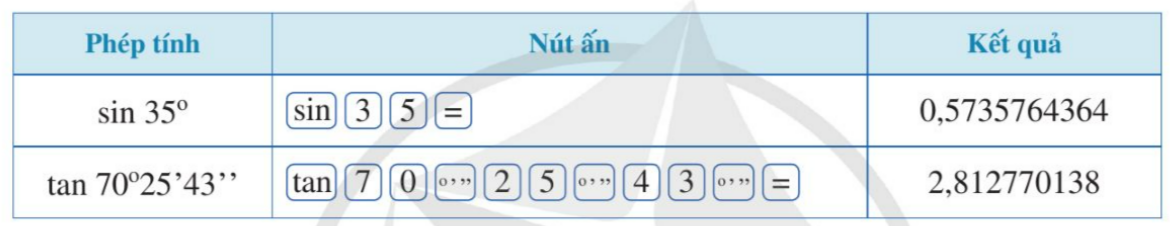 Phép tính Nút ấn Kết quả
sin 35º sin 3 5 = 0,5735764364
tan 70º25’43’’ tan 7 0 º’” 2 5 º’” 4 3 º’” = 2,812770138